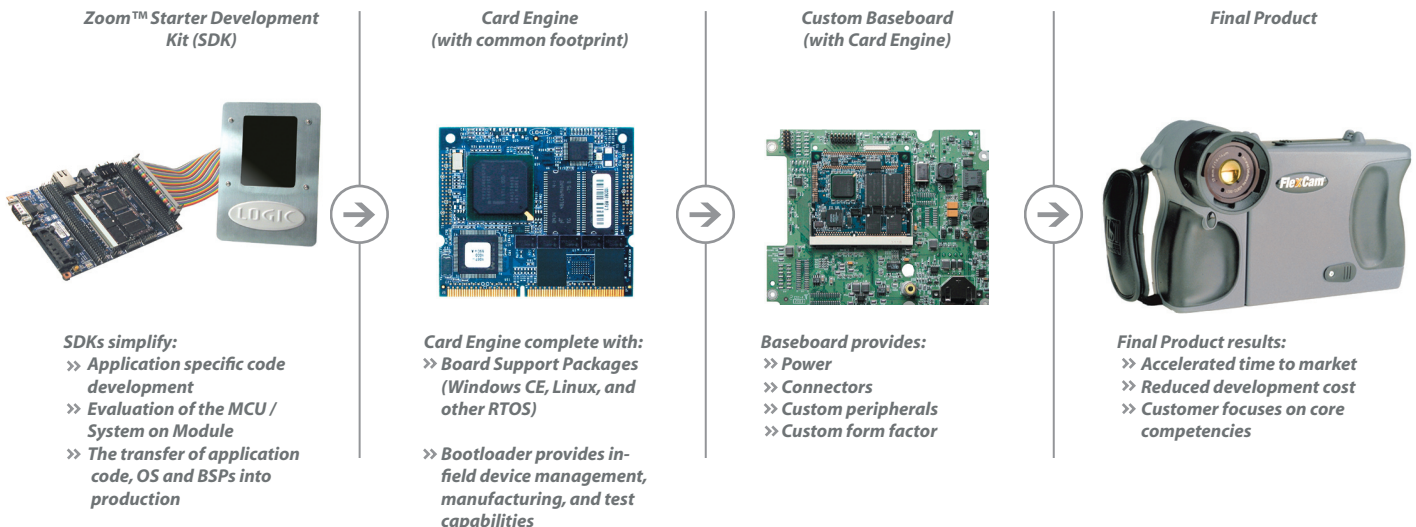 Zoom™ Starter Development
Kit (SDK)
LOGIC
SDKs simplify:
» Application specific code
development
» Evaluation of the MCU /
System on Module
» The transfer of application
code, OS and BSPs into
production
Card Engine
(with common footprint)
LOGIC
Card Engine complete with:
» Board Support Packages
(Windows CE, Linux, and
other RTOS)
» Bootloader provides in-
field device management,
manufacturing, and test
capabilities
Custom Baseboard
(with Card Engine)
Baseboard provides:
» Power
» Connectors
» Custom peripherals
» Custom form factor
Final Product
FlexCam
Final Product results:
» Accelerated time to market
» Reduced development cost
» Customer focuses on core
competencies